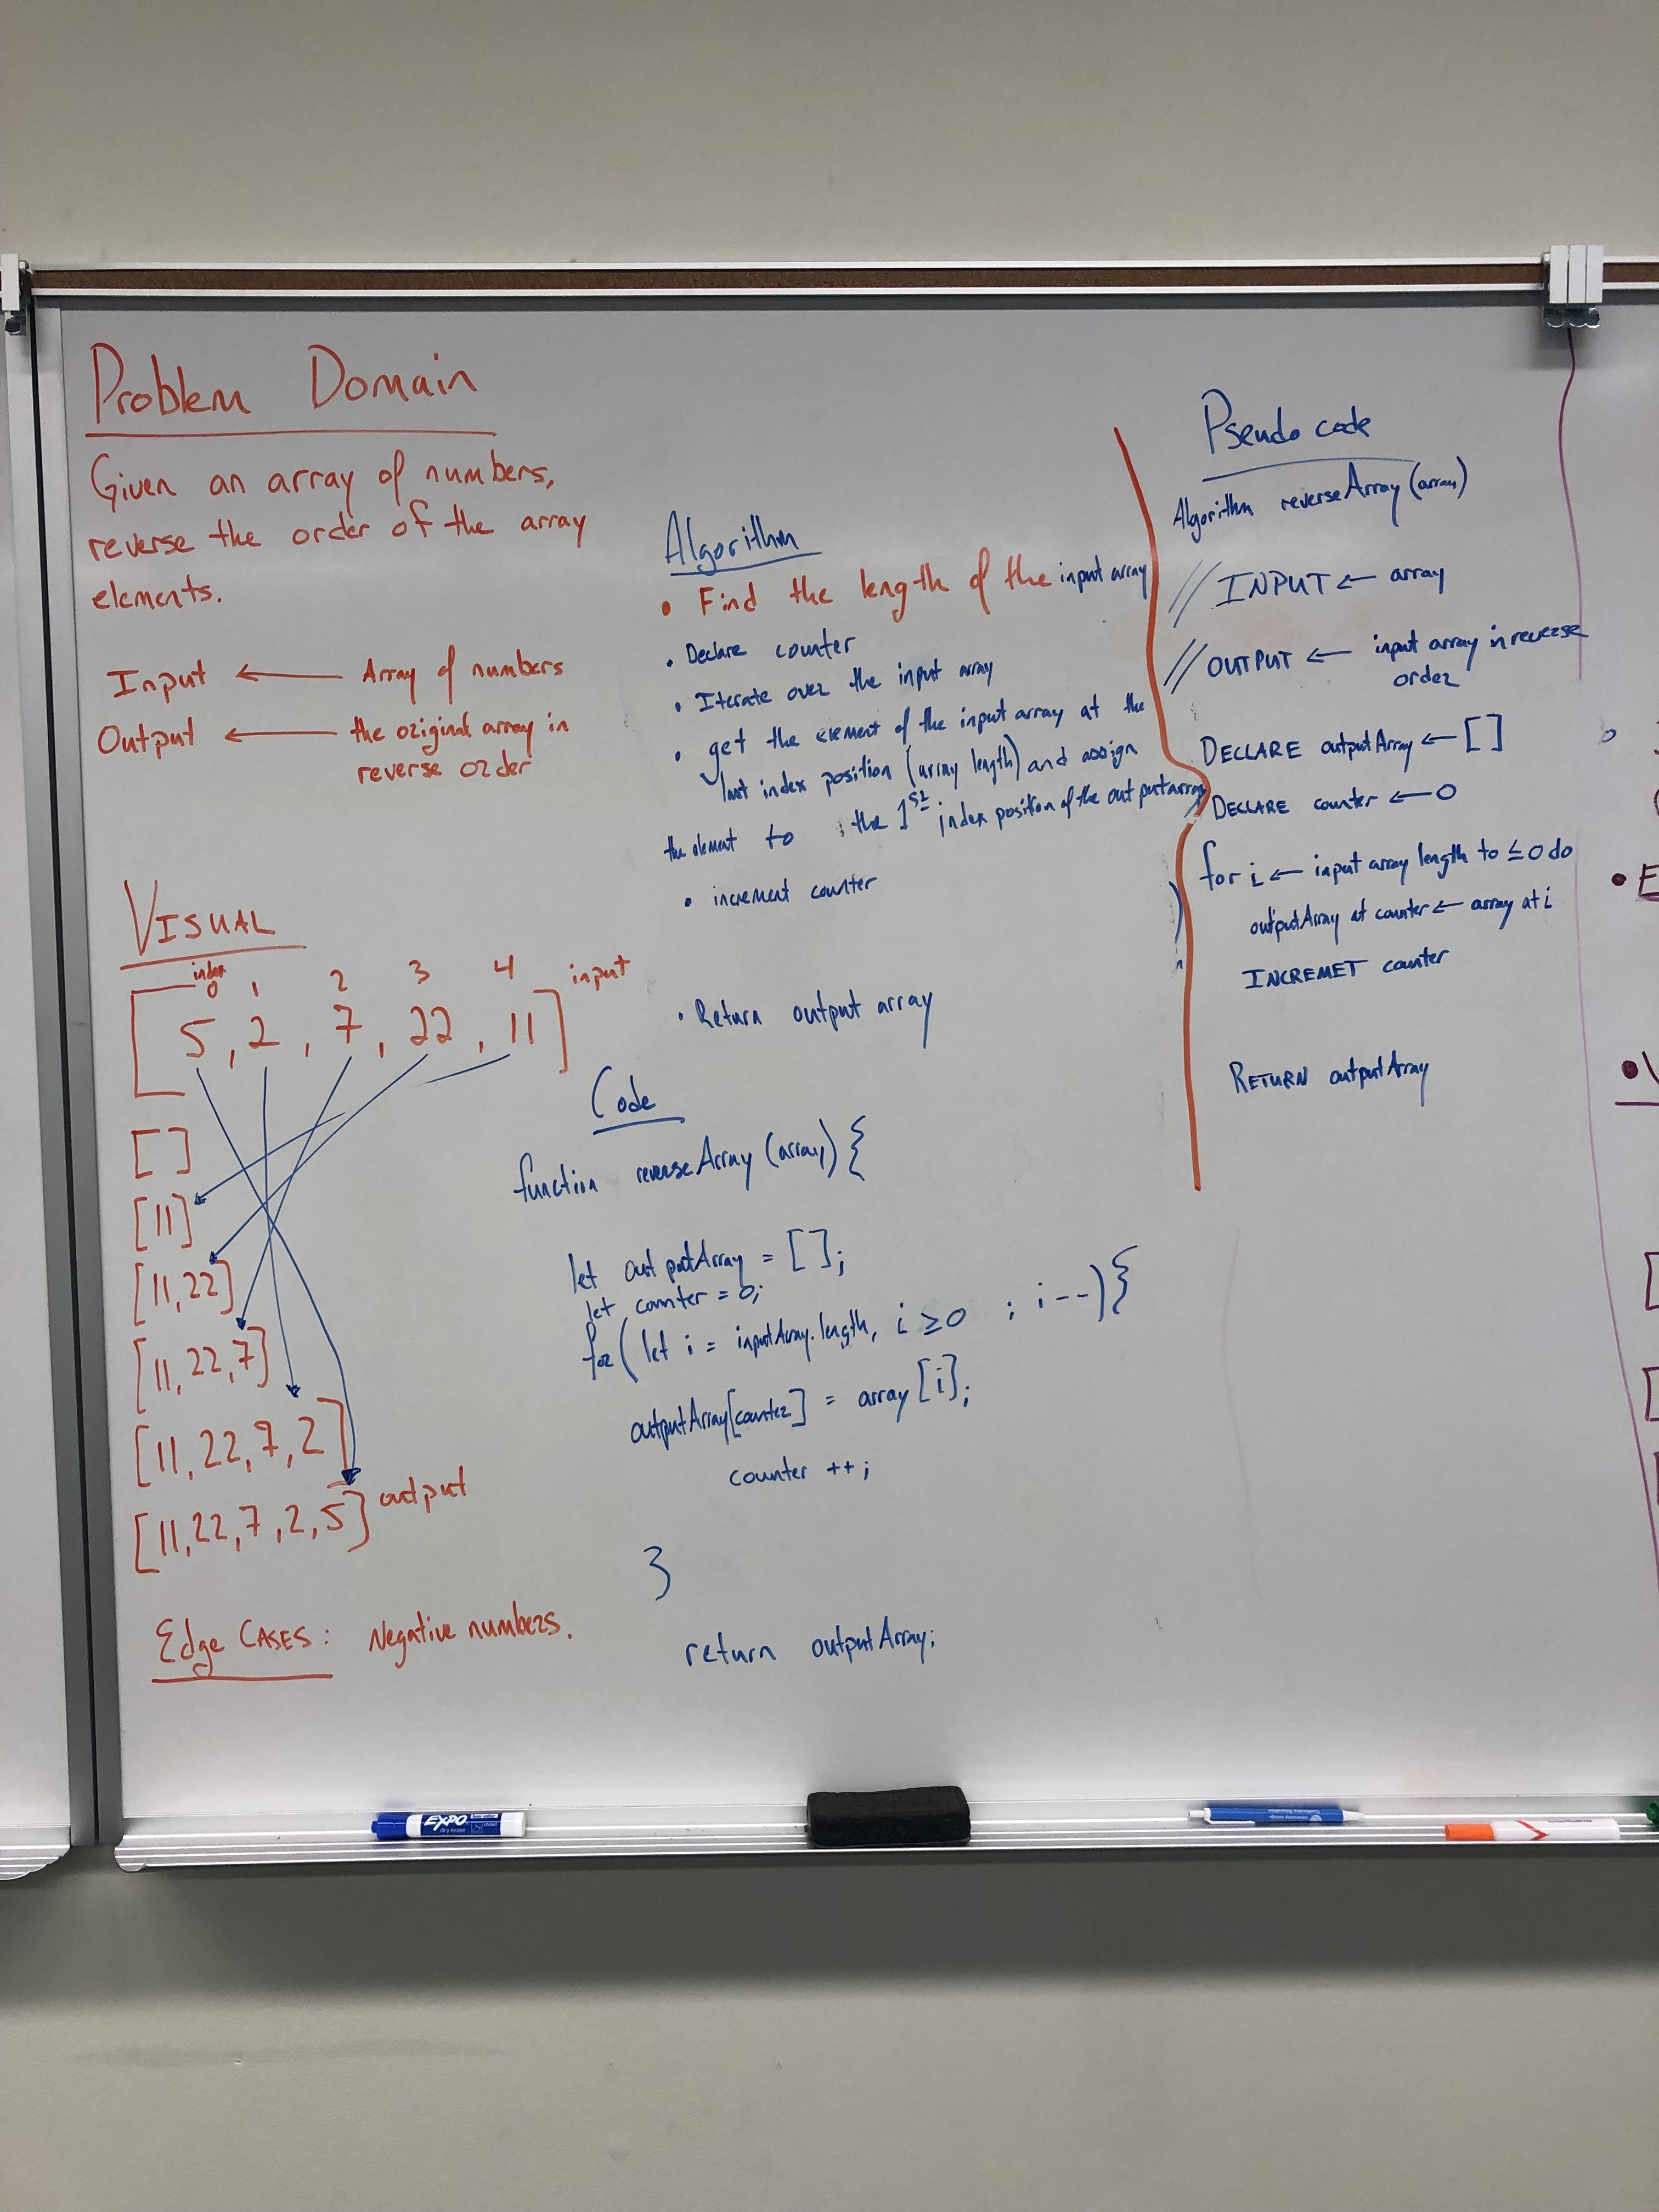 Problem Domain
Given an array of numbers,
reverse the order of the array
elements.
Input ← Array of numbers
Output ← the original array in
reverse order
VISUAL
index
0 1 2 3 4
[5, 2, 7, 22, 11] input
[]
[11]
[11, 22]
[11, 22, 7]
[11, 22, 7, 2]
[11, 22, 7, 2, 5] output
Edge CASES: Negative numbers.
Algorithm
• Find the length of the input array
• Declare counter
• Iterate over the input array
• get the element of the input array at the
last index position (array length) and assign
the element to the 1st index position of the output array
• increment counter
• Return output array
Code
function reverseArray (array) {
let outputArray = [];
let counter = 0;
for( let i = inputArray.length, i ≥ 0 ; i--) {
outputArray[counter] = array [i];
counter ++;
}
return outputArray;
Pseudo code
Algorithm reverseArray (array)
// INPUT ← array
// OUTPUT ← input array in reverse
order
DECLARE outputArray ← []
DECLARE counter ← 0
for i ← input array length to ≤ 0 do
outputArray at counter ← array at i
INCREMET counter
RETURN outputArray
EXPO
dry erase